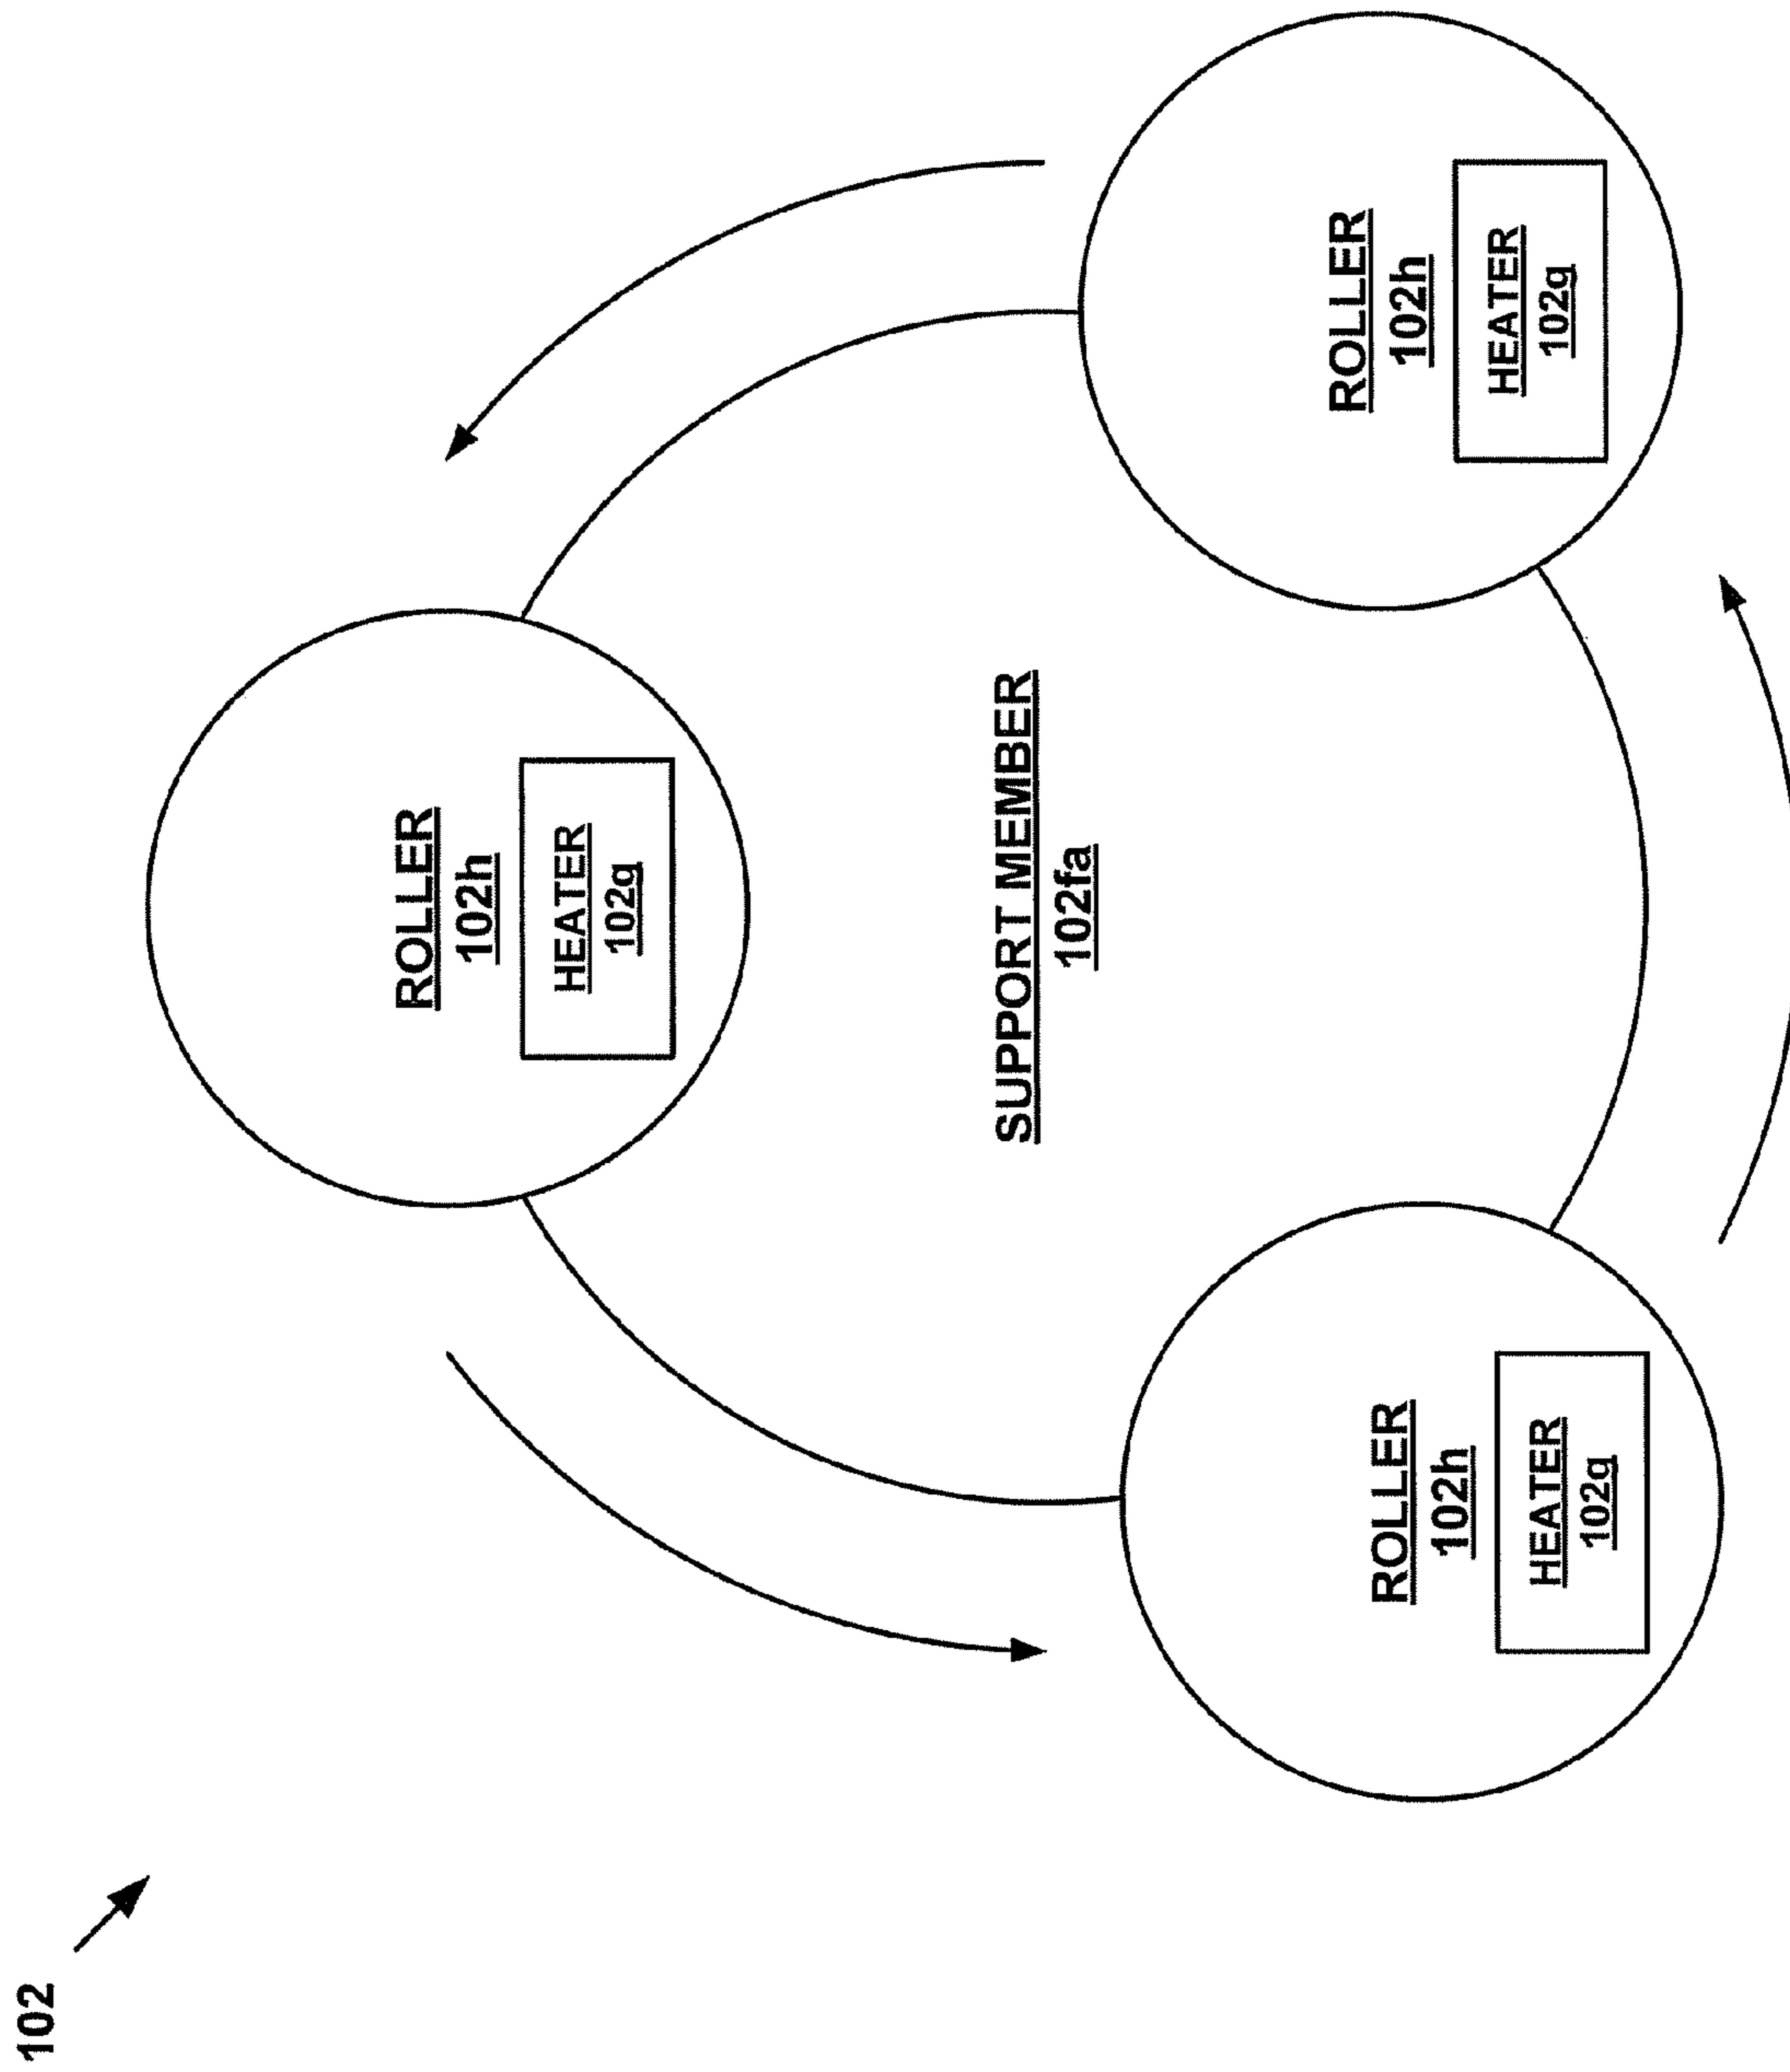 102
ROLLER
102h
HEATER
102g
SUPPORT MEMBER
102fa
ROLLER
102h
HEATER
102g
ROLLER
102h
HEATER
102g